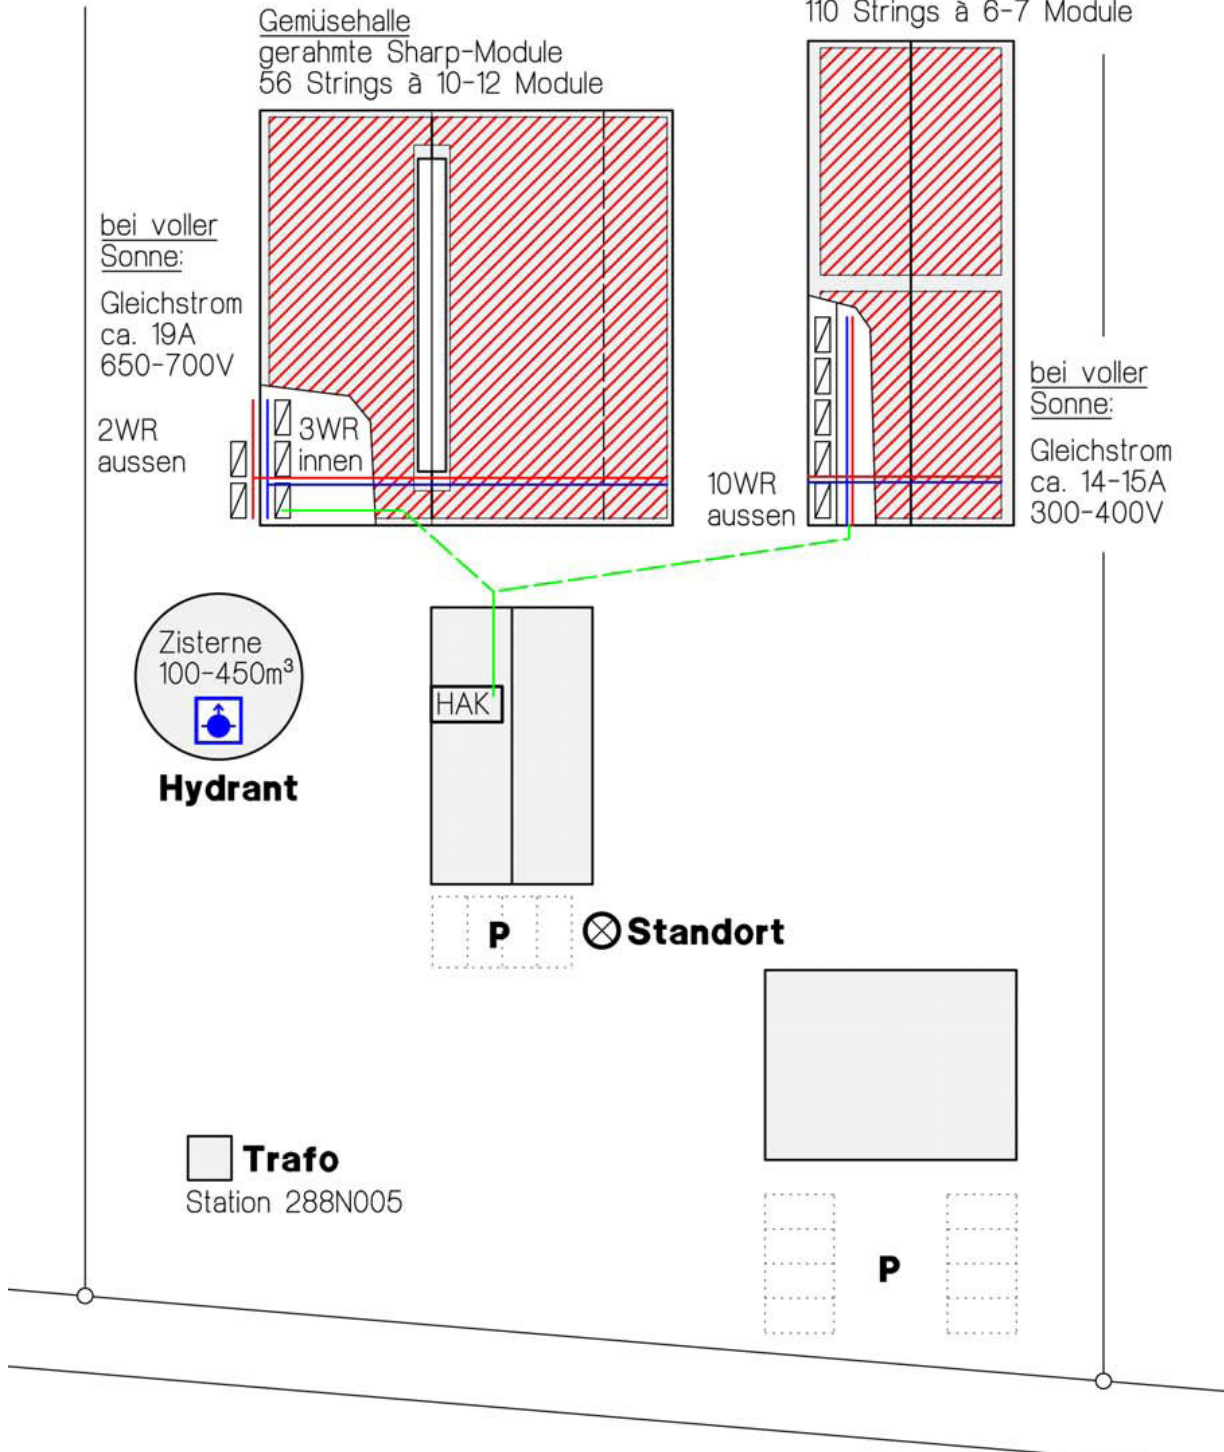 110 Strings à 6-7 Module
Gemüsehalle
gerahmte Sharp-Module
56 Strings à 10-12 Module
bei voller
Sonne:
Gleichstrom
ca. 19A
650-700V
2WR
aussen
3WR
innen
bei voller
Sonne:
Gleichstrom
ca. 14-15A
300-400V
10WR
aussen
Zisterne
100-450m³
Hydrant
HAK
P
Standort
Trafo
Station 288N005
P